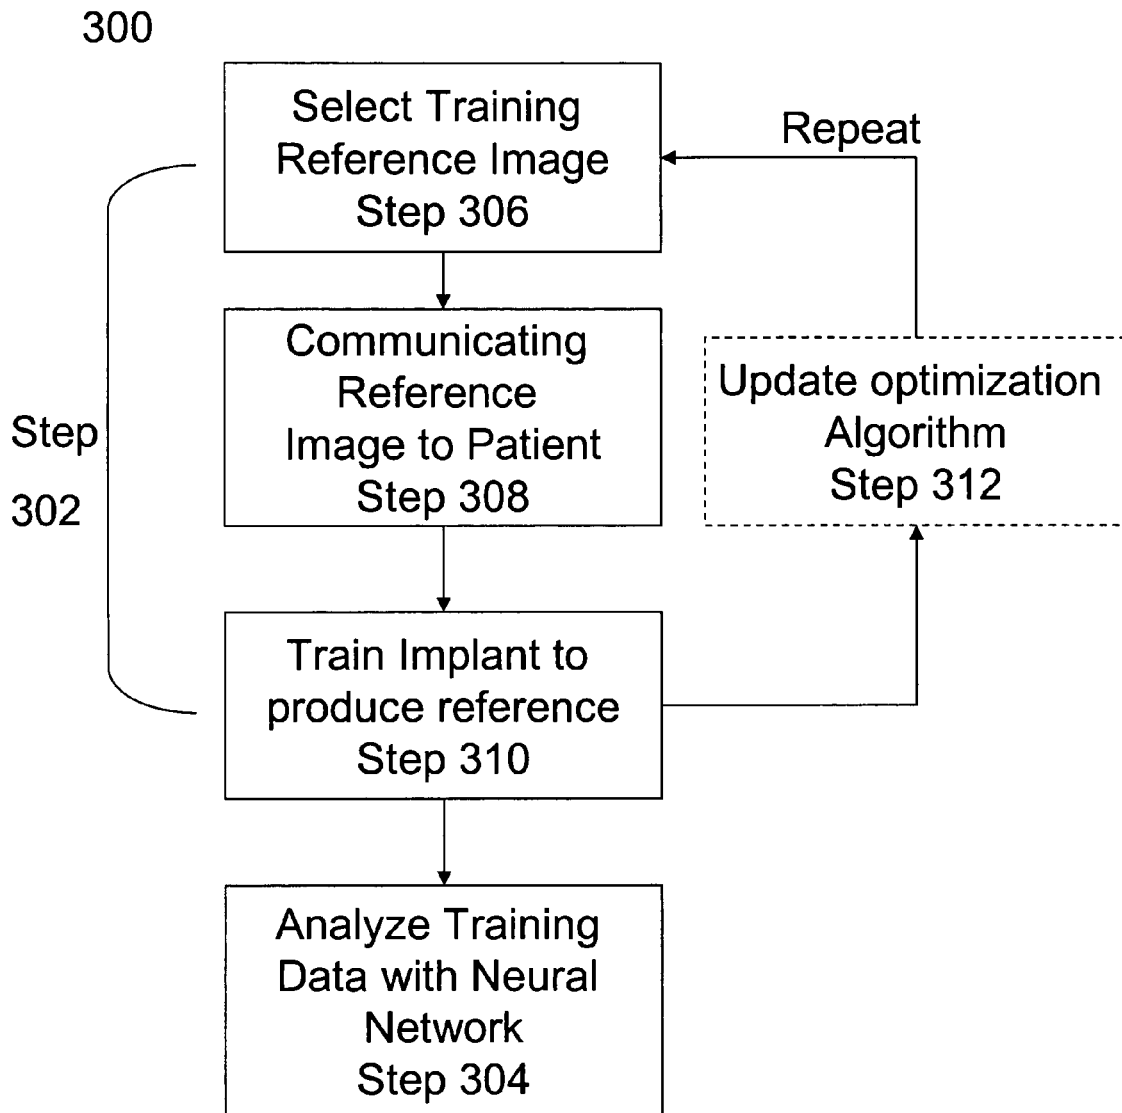 300
Select Training
Reference Image
Step 306
Repeat
Communicating
Reference
Image to Patient
Step 308
Update optimization
Algorithm
Step 312
Step
302
Train Implant to
produce reference
Step 310
Analyze Training
Data with Neural
Network
Step 304